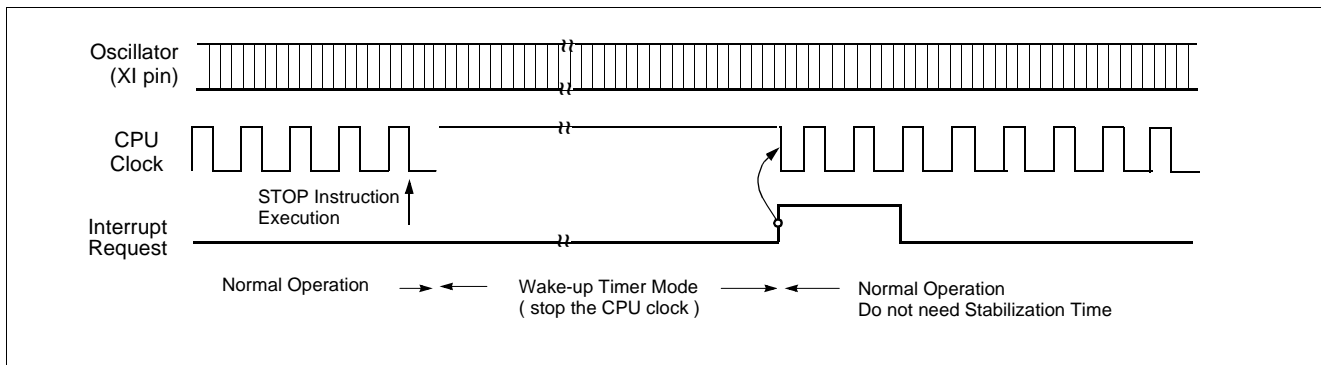 Oscillator
(XI pin)
CPU
Clock
STOP Instruction
Execution
Interrupt
Request
Normal Operation
Wake-up Timer Mode
( stop the CPU clock )
Normal Operation
Do not need Stabilization Time